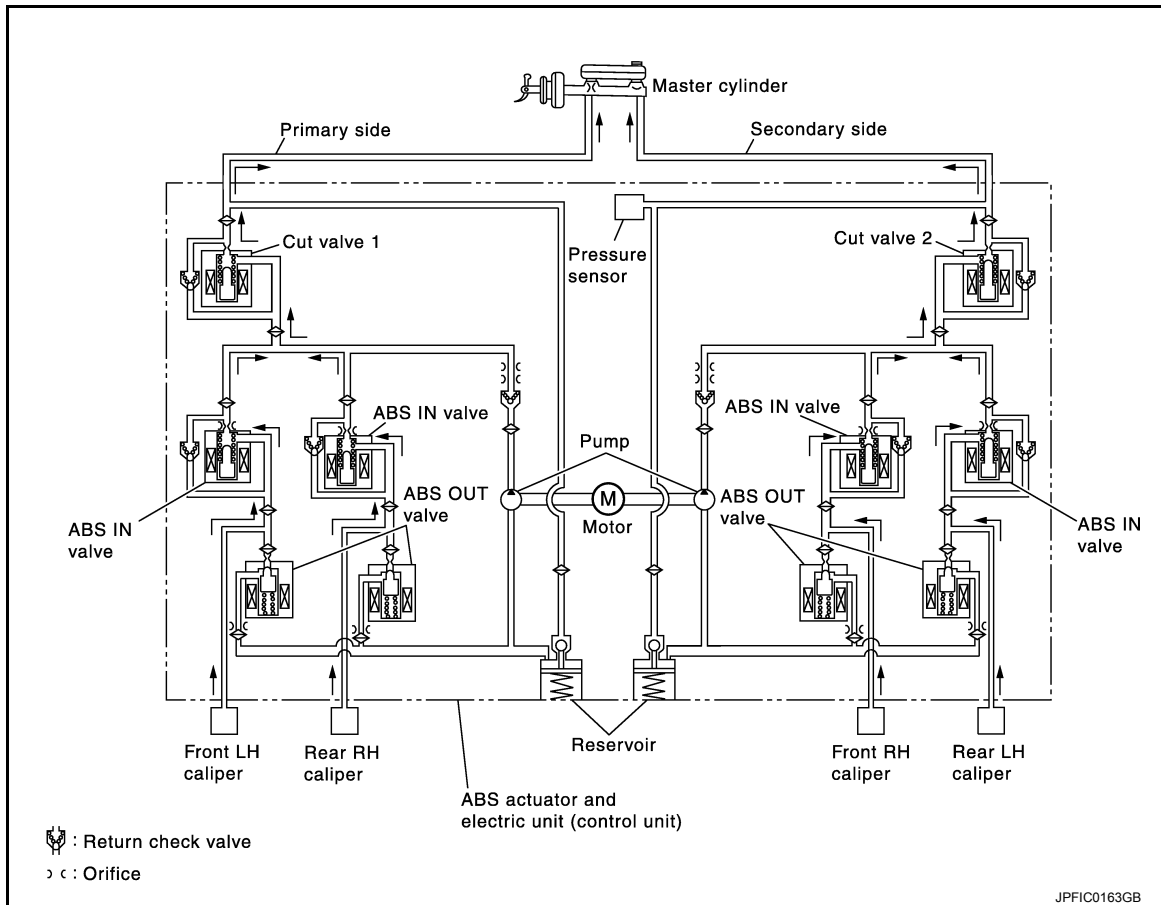 Master cylinder
Primary side
Secondary side
Cut valve 1
Pressure
sensor
Cut valve 2
ABS IN valve
ABS IN valve
Pump
ABS OUT
valve
M
Motor
ABS OUT
valve
ABS IN
valve
ABS IN
valve
Reservoir
Front LH
caliper
Rear RH
caliper
Front RH
caliper
Rear LH
caliper
ABS actuator and
electric unit (control unit)
: Return check valve
: Orifice
JPFIC0163GB